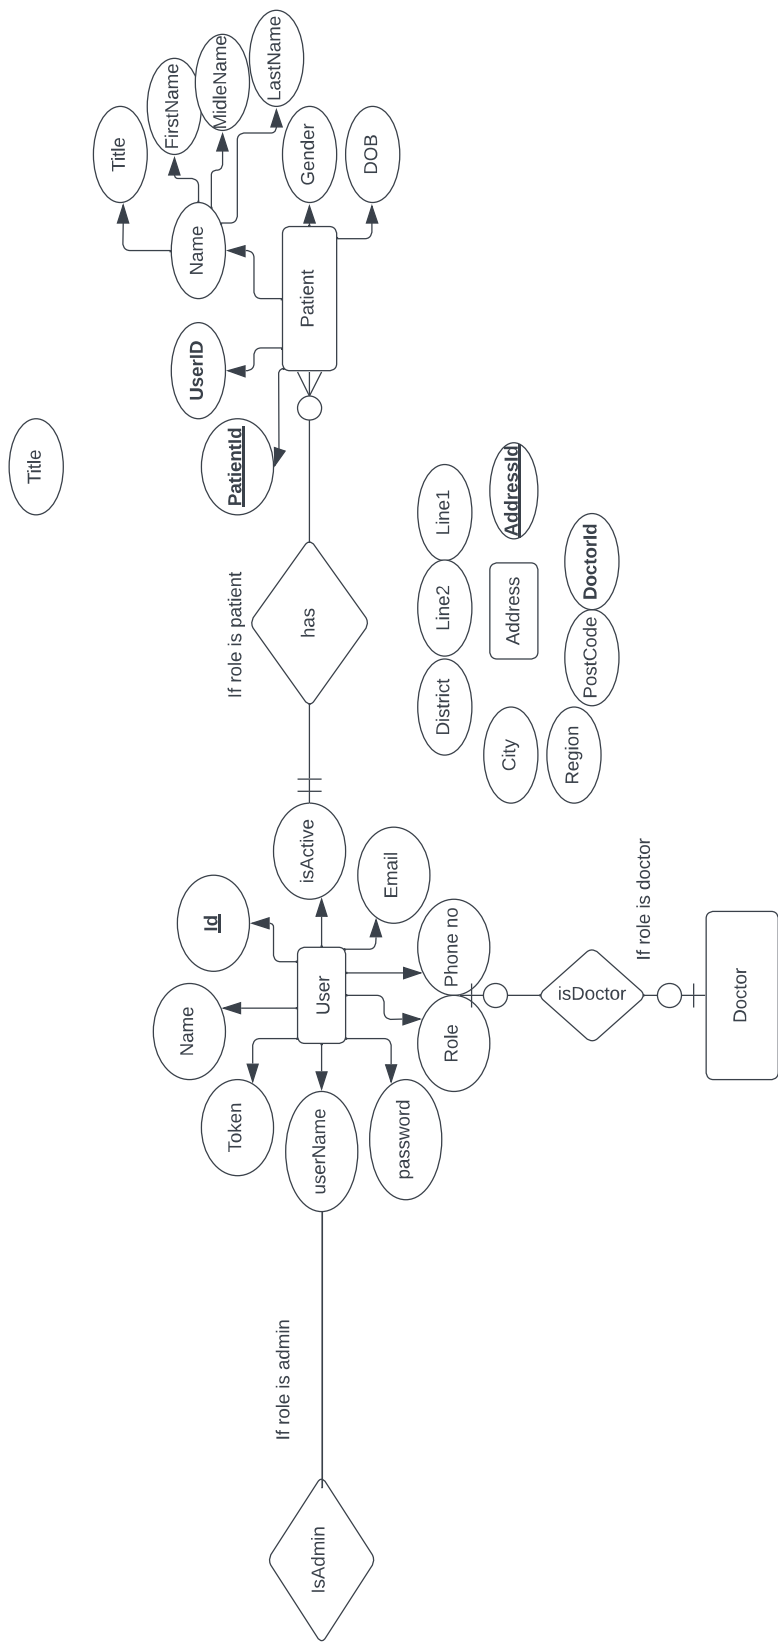 Title
FirstName
MidleName
LastName
Gender
DOB
Name
Patient
UserID
PatientId
Title
If role is patient
has
Line1
Line2
District
AddressId
Address
DoctorId
PostCode
City
Region
isActive
Email
Id
Name
User
Phone no
Role
Token
userName
password
If role is doctor
isDoctor
Doctor
If role is admin
IsAdmin